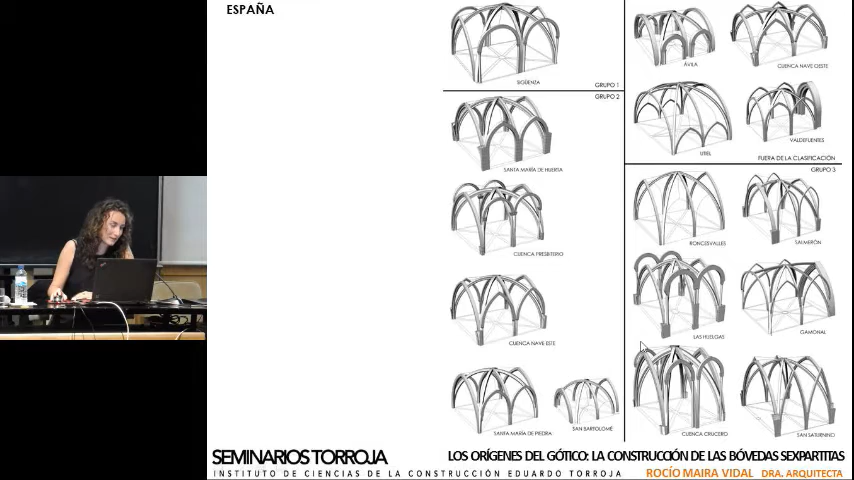 ESPAÑA
SIGÜENZA
GRUPO 1
GRUPO 2
SANTA MARÍA DE HUERTA
CUENCA PRESBITERIO
CUENCA NAVE ESTE
SANTA MARÍA DE PIEDRA
SAN BARTOLOMÉ
ÁVILA
CUENCA NAVE OESTE
UTIEL
VALDEFUENTES
FUERA DE LA CLASIFICACIÓN
GRUPO 3
RONCESVALLES
SALMERÓN
LAS HUELGAS
GAMONAL
CUENCA CRUCERO
SAN SATURNINO
SEMINARIOS TORROJA
INSTITUTO DE CIENCIAS DE LA CONSTRUCCIÓN EDUARDO TORROJA
LOS ORÍGENES DEL GÓTICO: LA CONSTRUCCIÓN DE LAS BÓVEDAS SEXPARTITAS
ROCÍO MAIRA VIDAL DRA. ARQUITECTA